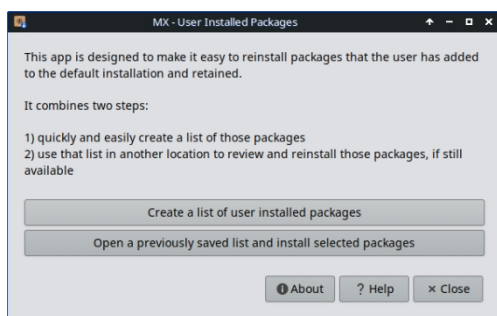 MX - User Installed Packages
This app is designed to make it easy to reinstall packages that the user has added
to the default installation and retained.
It combines two steps:
1) quickly and easily create a list of those packages
2) use that list in another location to review and reinstall those packages, if still
available
Create a list of user installed packages
Open a previously saved list and install selected packages
About ? Help × Close